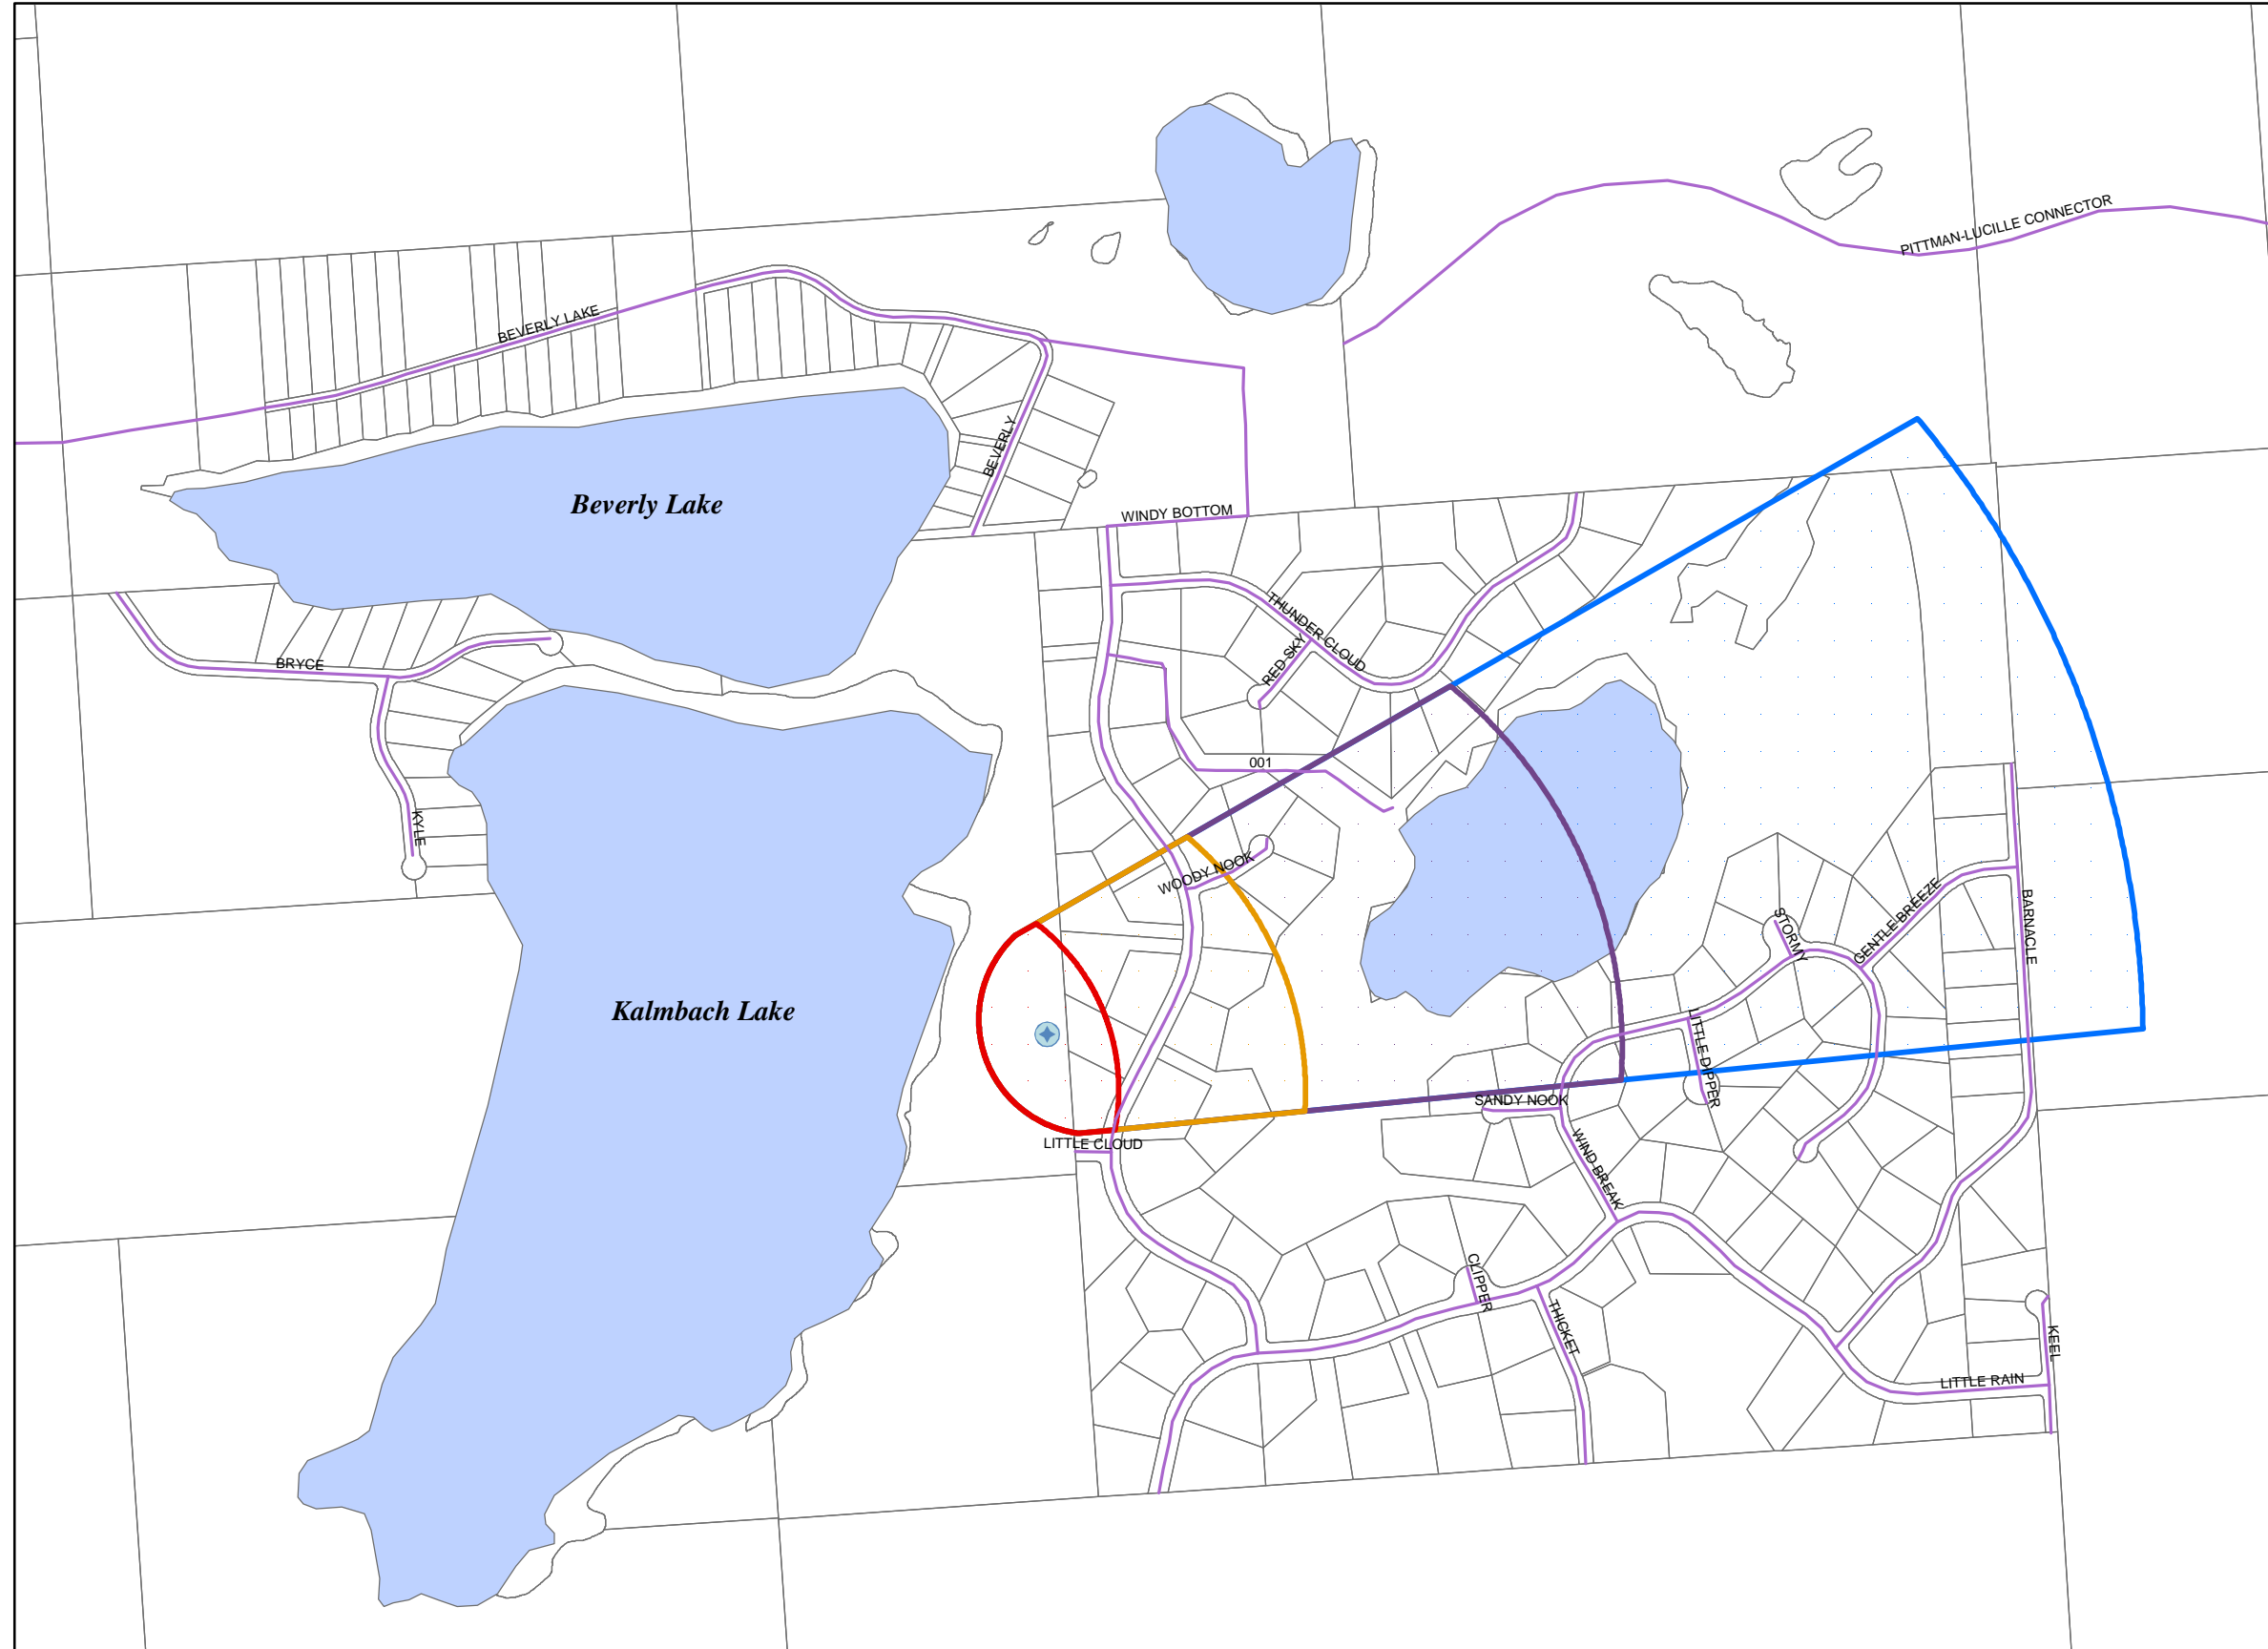 PITTMAN-LUCILLE CONNECTOR
BEVERLY LAKE
BEVERLY
Beverly Lake
WINDY BOTTOM
THUNDER CLOUD
RED SKY
BRYCE
001
KYLE
WOODY NOOK
STORMY
GENTLE BREEZE
BARNACLE
Kalmbach Lake
LITTLE DIPPER
SANDY NOOK
LITTLE CLOUD
WIND BREAK
CLIPPER
THICKET
KEEL
LITTLE RAIN